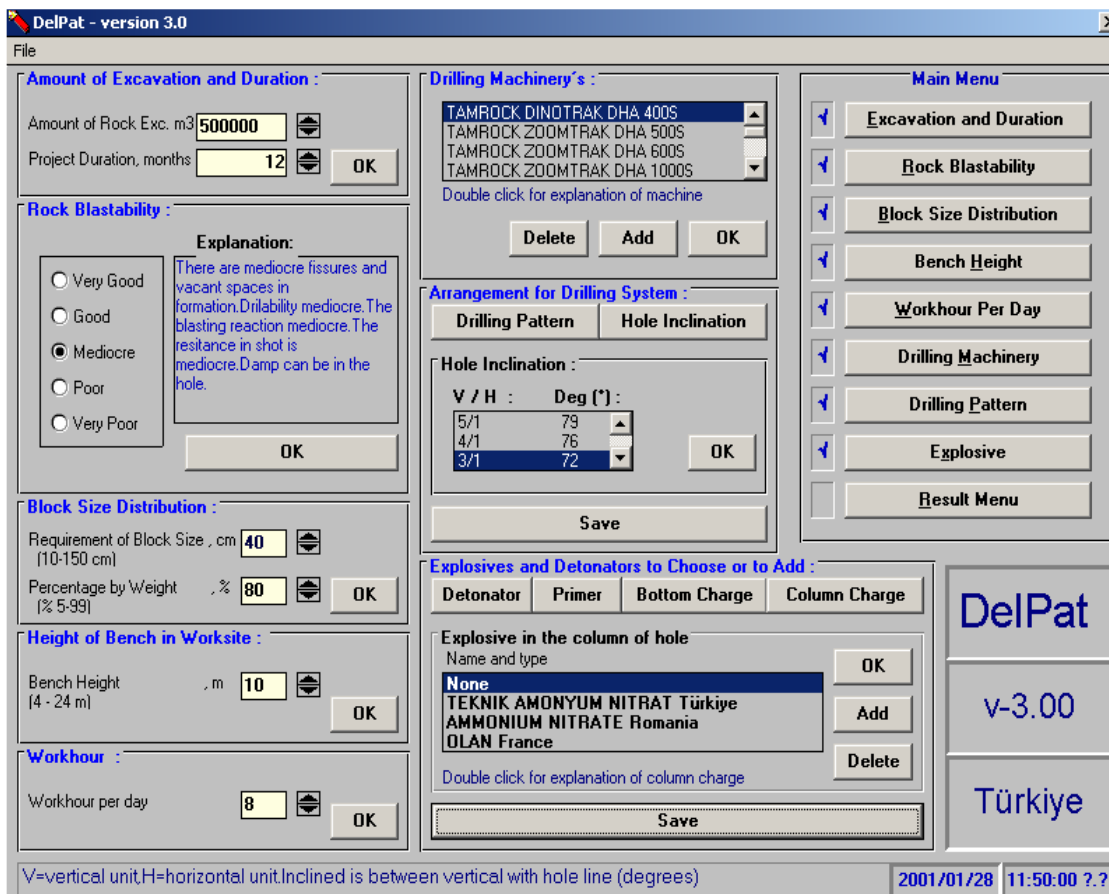 DelPat - version 3.0
File
Amount of Excavation and Duration :
Amount of Rock Exc. m3 500000
Project Duration, months 12
OK
Rock Blastability :
Explanation:
Very Good
Good
Mediocre
Poor
Very Poor
There are mediocre fissures and
vacant spaces in
formation.Drilability mediocre.The
blasting reaction mediocre.The
resitance in shot is
mediocre.Damp can be in the
hole.
OK
Block Size Distribution :
Requirement of Block Size , cm 40
(10-150 cm)
Percentage by Weight , % 80
(% 5-99)
OK
Height of Bench in Worksite :
Bench Height , m 10
(4 - 24 m)
OK
Workhour :
Workhour per day 8
OK
Drilling Machinery's :
TAMROCK DINOTRAK DHA 400S
TAMROCK ZOOMTRAK DHA 500S
TAMROCK ZOOMTRAK DHA 600S
TAMROCK ZOOMTRAK DHA 1000S
Double click for explanation of machine
Delete Add OK
Arrangement for Drilling System :
Drilling Pattern Hole Inclination
Hole Inclination :
V / H : Deg (°) :
5/1 79
4/1 76
3/1 72
OK
Save
Explosives and Detonators to Choose or to Add :
Detonator Primer Bottom Charge Column Charge
Explosive in the column of hole
Name and type
None
TEKNIK AMONYUM NITRAT Türkiye
AMMONIUM NITRATE Romania
OLAN France
Double click for explanation of column charge
OK
Add
Delete
Save
Main Menu
Excavation and Duration
Rock Blastability
Block Size Distribution
Bench Height
Workhour Per Day
Drilling Machinery
Drilling Pattern
Explosive
Result Menu
DelPat
v-3.00
Türkiye
V=vertical unit,H=horizontal unit.Inclined is between vertical with hole line (degrees)
2001/01/28 11:50:00 ?.?